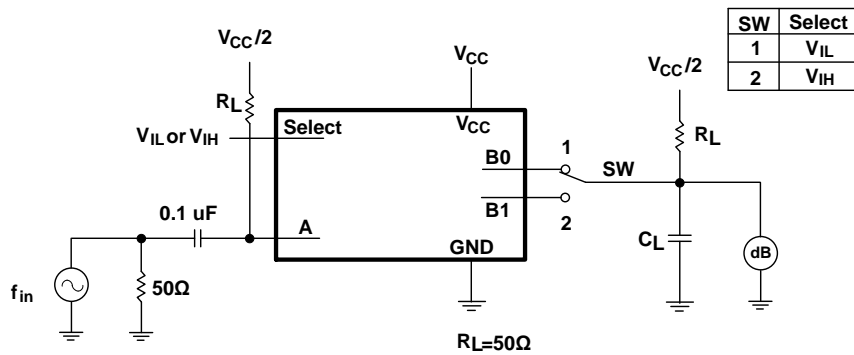 SW Select
1 VIL
2 VIH
VCC/2
VCC
VCC/2
RL
Select
VCC
VIL or VIH
RL
B0
1
SW
B1
2
0.1 uF
A
GND
CL
dB
fin
50Ω
RL=50Ω